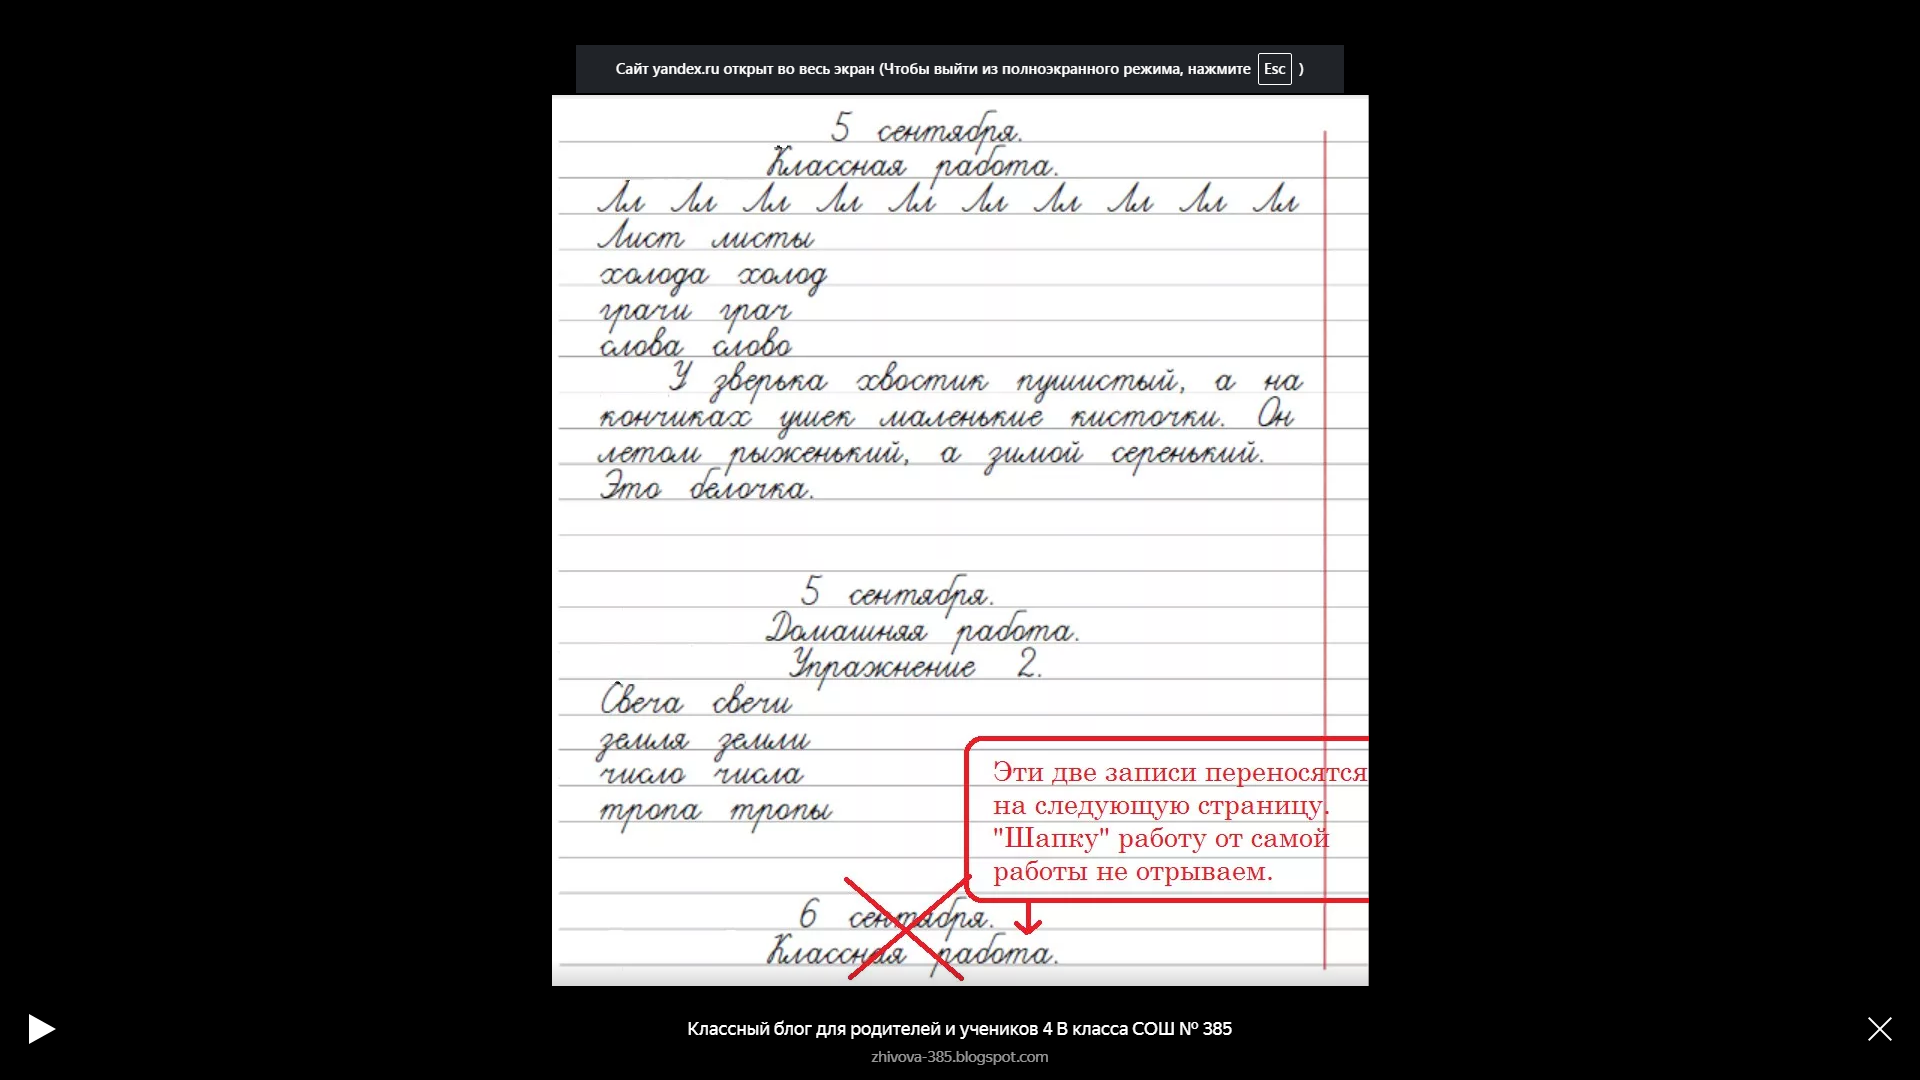 Сайт yandex.ru открыт во весь экран (Чтобы выйти из полноэкранного режима, нажмите Esc )
5 сентября.
Классная работа.
Лл Лл Лл Лл Лл Лл Лл Лл Лл Лл
Лист листы
холода холод
грачи грач
слова слово
У зверька хвостик пушистый, а на
кончиках ушек маленькие кисточки. Он
летом рыженький, а зимой серенький.
Это белочка.
5 сентября.
Домашняя работа.
Упражнение 2.
Свеча свечи
земля земли
число числа
тропа тропы
Эти две записи переносятся
на следующую страницу.
"Шапку" работу от самой
работы не отрываем.
6 сентября.
Классная работа.
Классный блог для родителей и учеников 4 В класса СОШ № 385
zhivova-385.blogspot.com